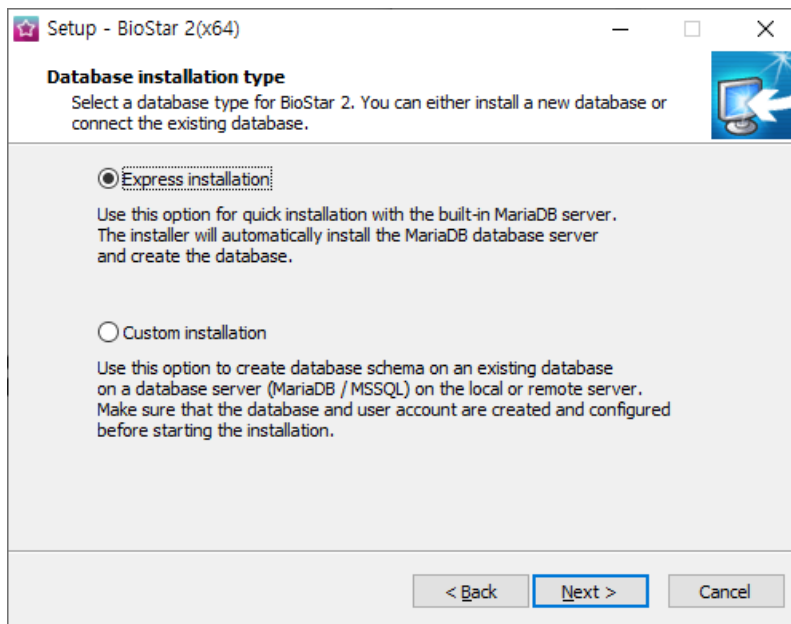 Setup - BioStar 2(x64)
Database installation type
Select a database type for BioStar 2. You can either install a new database or
connect the existing database.
Express installation
Use this option for quick installation with the built-in MariaDB server.
The installer will automatically install the MariaDB database server
and create the database.
Custom installation
Use this option to create database schema on an existing database
on a database server (MariaDB / MSSQL) on the local or remote server.
Make sure that the database and user account are created and configured
before starting the installation.
< Back Next > Cancel